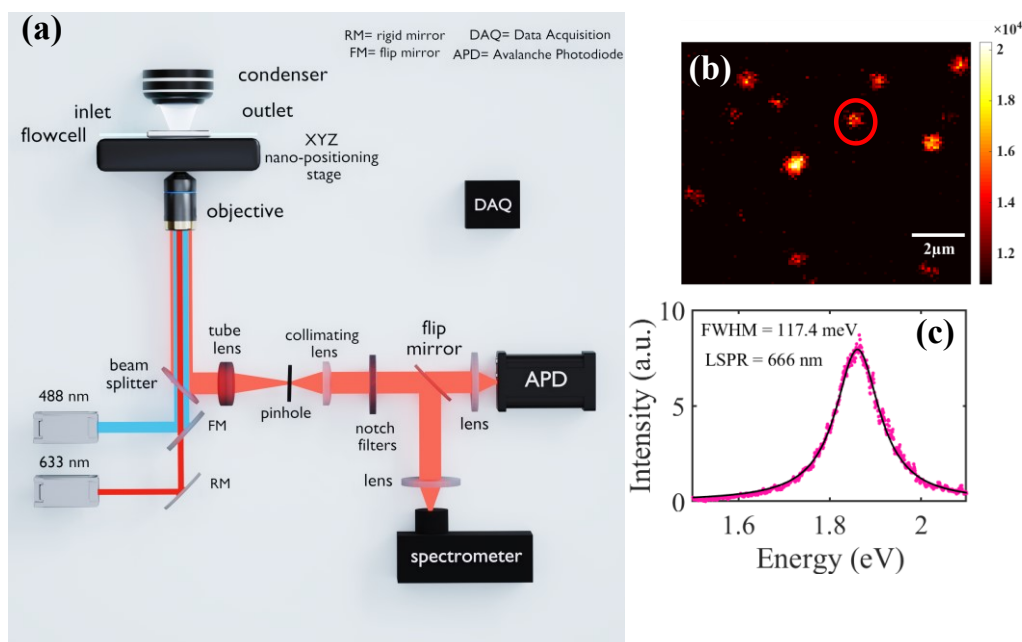 (a)
RM= rigid mirror
DAQ= Data Acquisition
FM= flip mirror
APD= Avalanche Photodiode
condenser
inlet
outlet
flowcell
XYZ
nano-positioning
stage
objective
DAQ
tube
lens
collimating
lens
flip
mirror
beam
splitter
APD
488 nm
FM
pinhole
notch
filters
lens
633 nm
RM
lens
spectrometer
(b)
×10⁴
2
1.8
1.6
1.4
1.2
2µm
(c)
10
5
0
FWHM = 117.4 meV
LSPR = 666 nm
Intensity (a.u.)
1.6
1.8
2
Energy (eV)